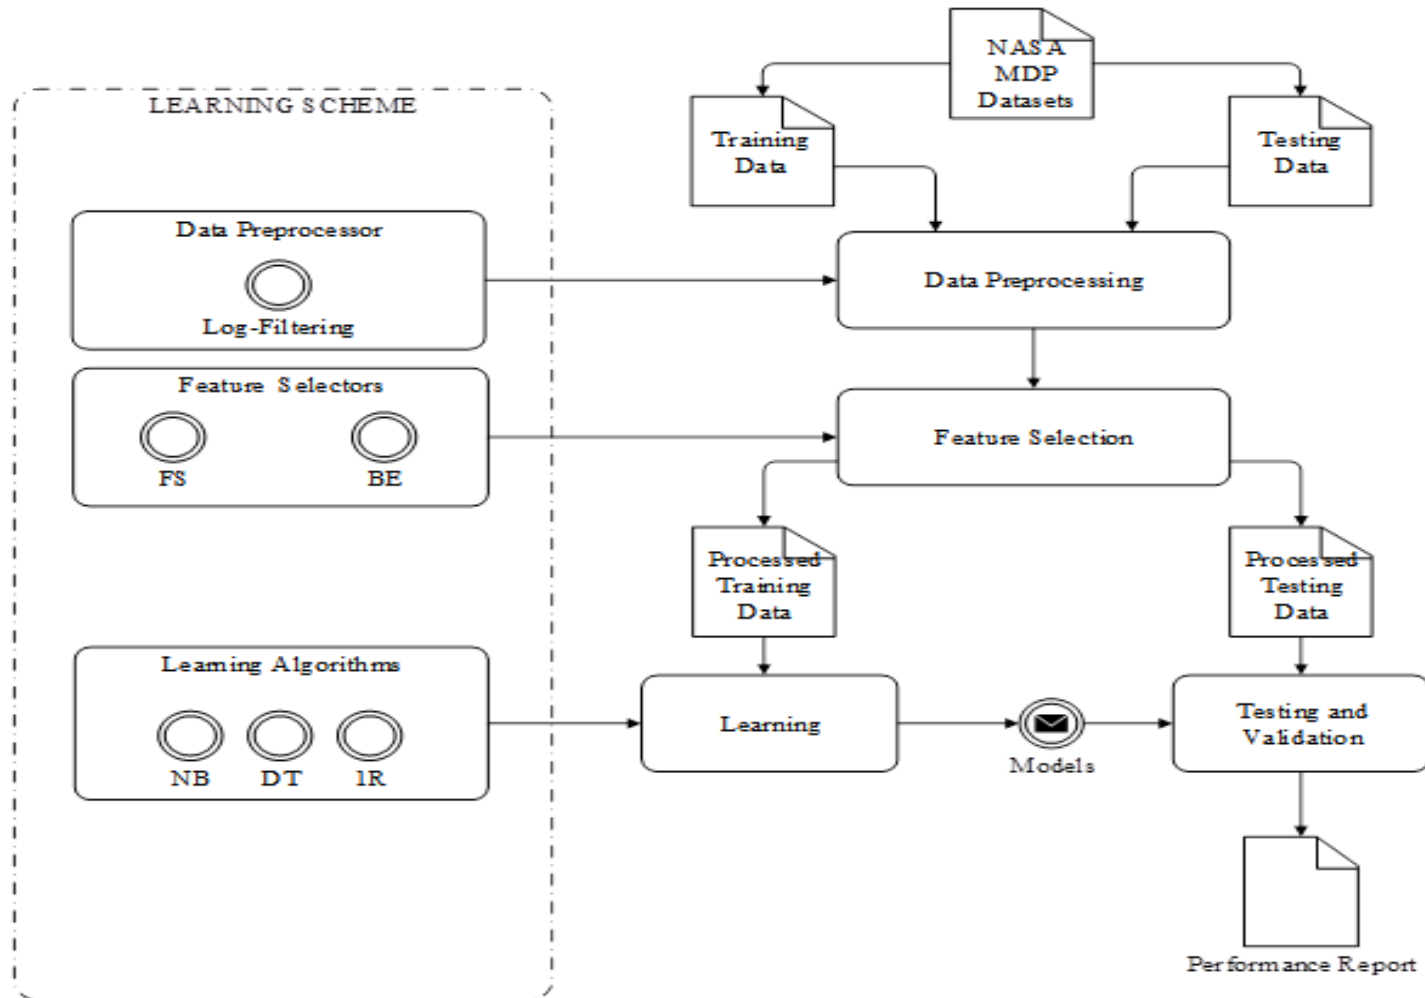 NASA
MDP
Datasets
LEARNING SCHEME
Training
Data
Testing
Data
Data Preprocessor
Log-Filtering
Data Preprocessing
Feature Selectors
FS
BE
Feature Selection
Processed
Training
Data
Processed
Testing
Data
Learning Algorithms
NB
DT
1R
Learning
Models
Testing and
Validation
Performance Report